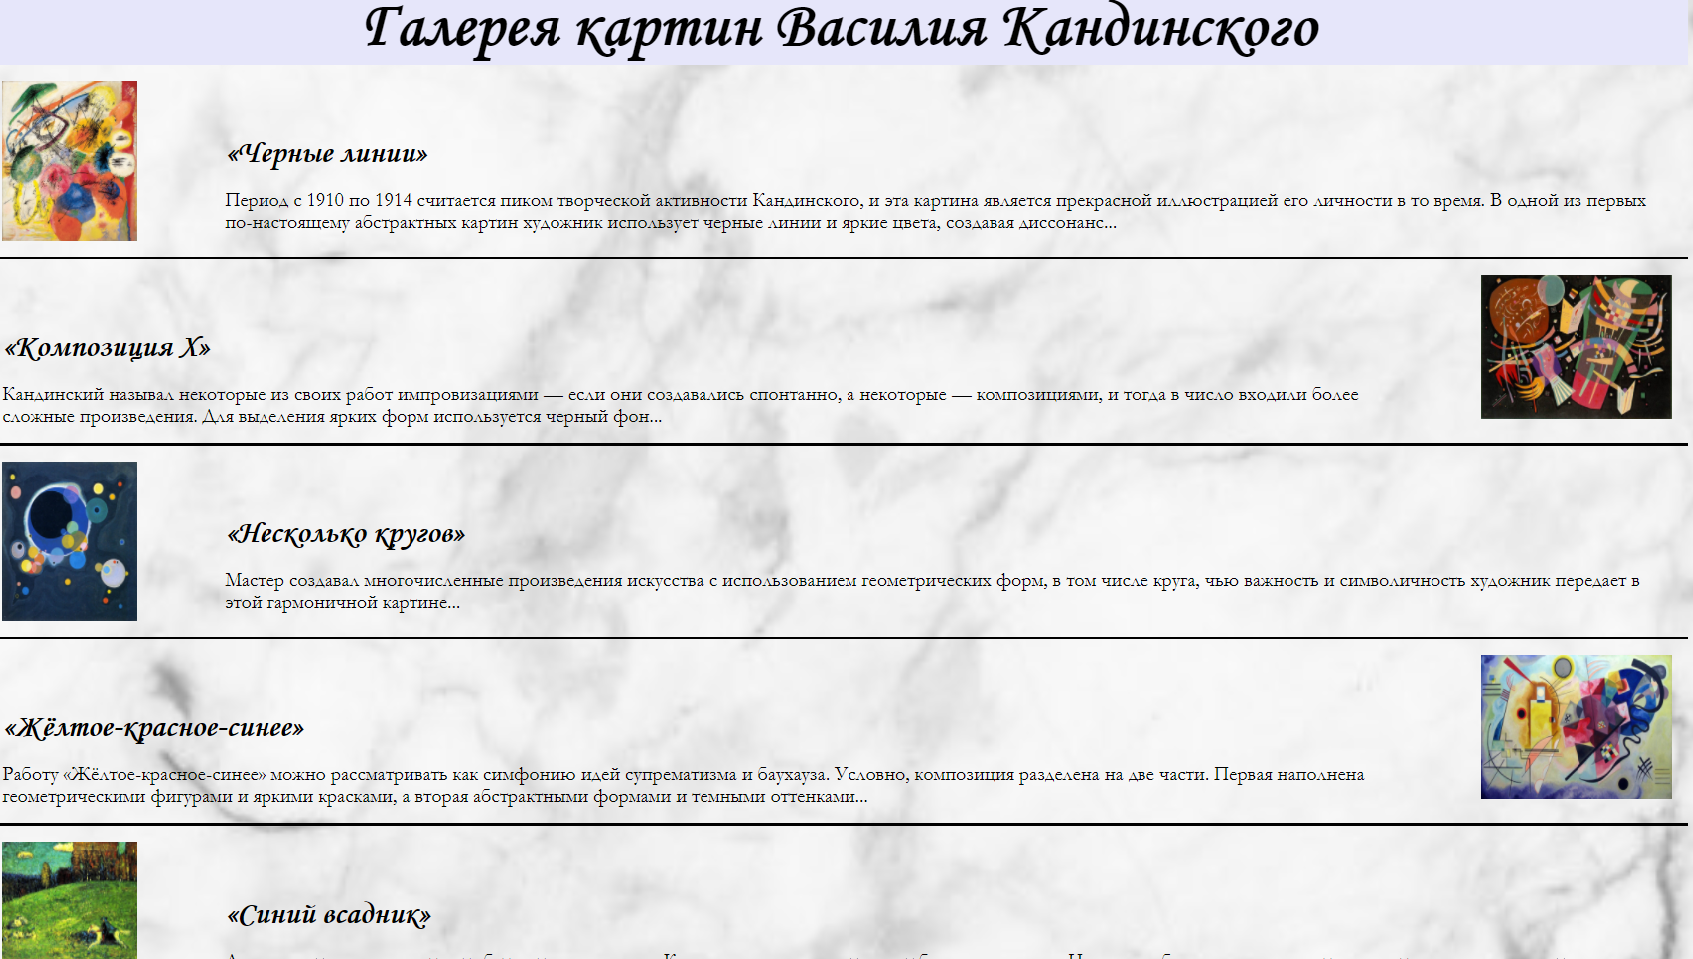 Галерея картин Василия Кандинского
«Черные линии»
Период с 1910 по 1914 считается пиком творческой активности Кандинского, и эта картина является прекрасной иллюстрацией его личности в то время. В одной из первых
по-настоящему абстрактных картин художник использует черные линии и яркие цвета, создавая диссонанс...
«Композиция X»
Кандинский называл некоторые из своих работ импровизациями — если они создавались спонтанно, а некоторые — композициями, и тогда в число входили более
сложные произведения. Для выделения ярких форм используется черный фон...
«Несколько кругов»
Мастер создавал многочисленные произведения искусства с использованием геометрических форм, в том числе круга, чью важность и символичность художник передает в
этой гармоничной картине...
«Жёлтое-красное-синее»
Работу «Жёлтое-красное-синее» можно рассматривать как симфонию идей супрематизма и баухауза. Условно, композиция разделена на две части. Первая наполнена
геометрическими фигурами и яркими красками, а вторая абстрактными формами и темными оттенками...
«Синий всадник»